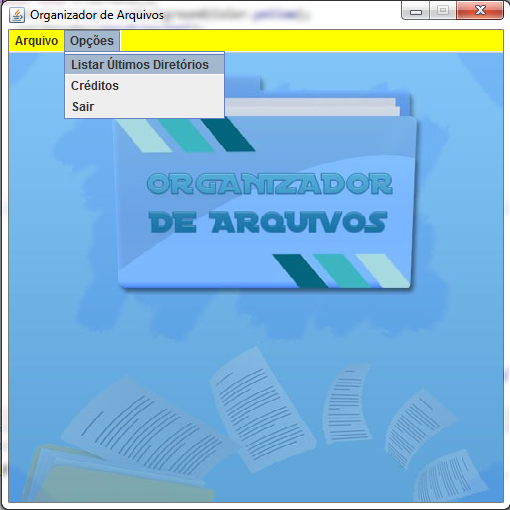 Organizador de Arquivos
Arquivo Opções
Listar Últimos Diretórios
Créditos
Sair
ORGANIZADOR
DE ARQUIVOS